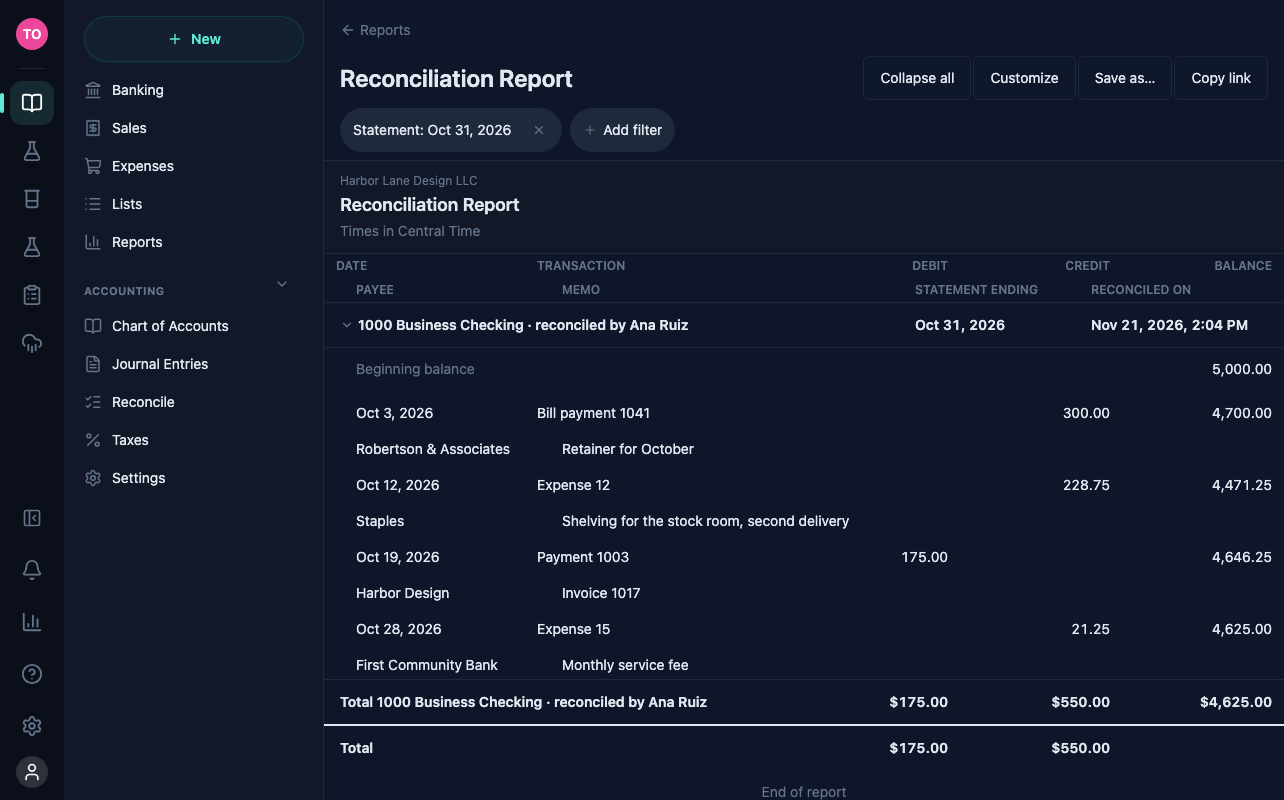 TO
+ New
Banking
Sales
Expenses
Lists
Reports
ACCOUNTING
Chart of Accounts
Journal Entries
Reconcile
Taxes
Settings
← Reports
Reconciliation Report
Collapse all Customize Save as... Copy link
Statement: Oct 31, 2026 × + Add filter
Harbor Lane Design LLC
Reconciliation Report
Times in Central Time
DATE TRANSACTION DEBIT CREDIT BALANCE
PAYEE MEMO STATEMENT ENDING RECONCILED ON
1000 Business Checking · reconciled by Ana Ruiz Oct 31, 2026 Nov 21, 2026, 2:04 PM
Beginning balance 5,000.00
Oct 3, 2026 Bill payment 1041 300.00 4,700.00
Robertson & Associates Retainer for October
Oct 12, 2026 Expense 12 228.75 4,471.25
Staples Shelving for the stock room, second delivery
Oct 19, 2026 Payment 1003 175.00 4,646.25
Harbor Design Invoice 1017
Oct 28, 2026 Expense 15 21.25 4,625.00
First Community Bank Monthly service fee
Total 1000 Business Checking · reconciled by Ana Ruiz $175.00 $550.00 $4,625.00
Total $175.00 $550.00
End of report